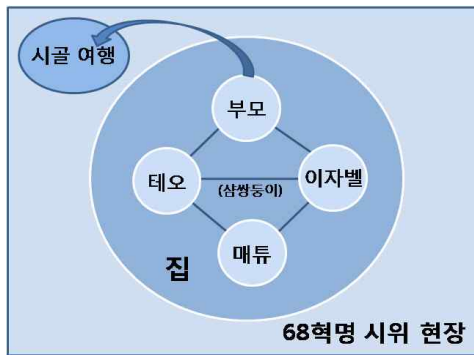 시골 여행
부모
테오
이자벨
(샴쌍둥이)
매튜
집
68혁명 시위 현장